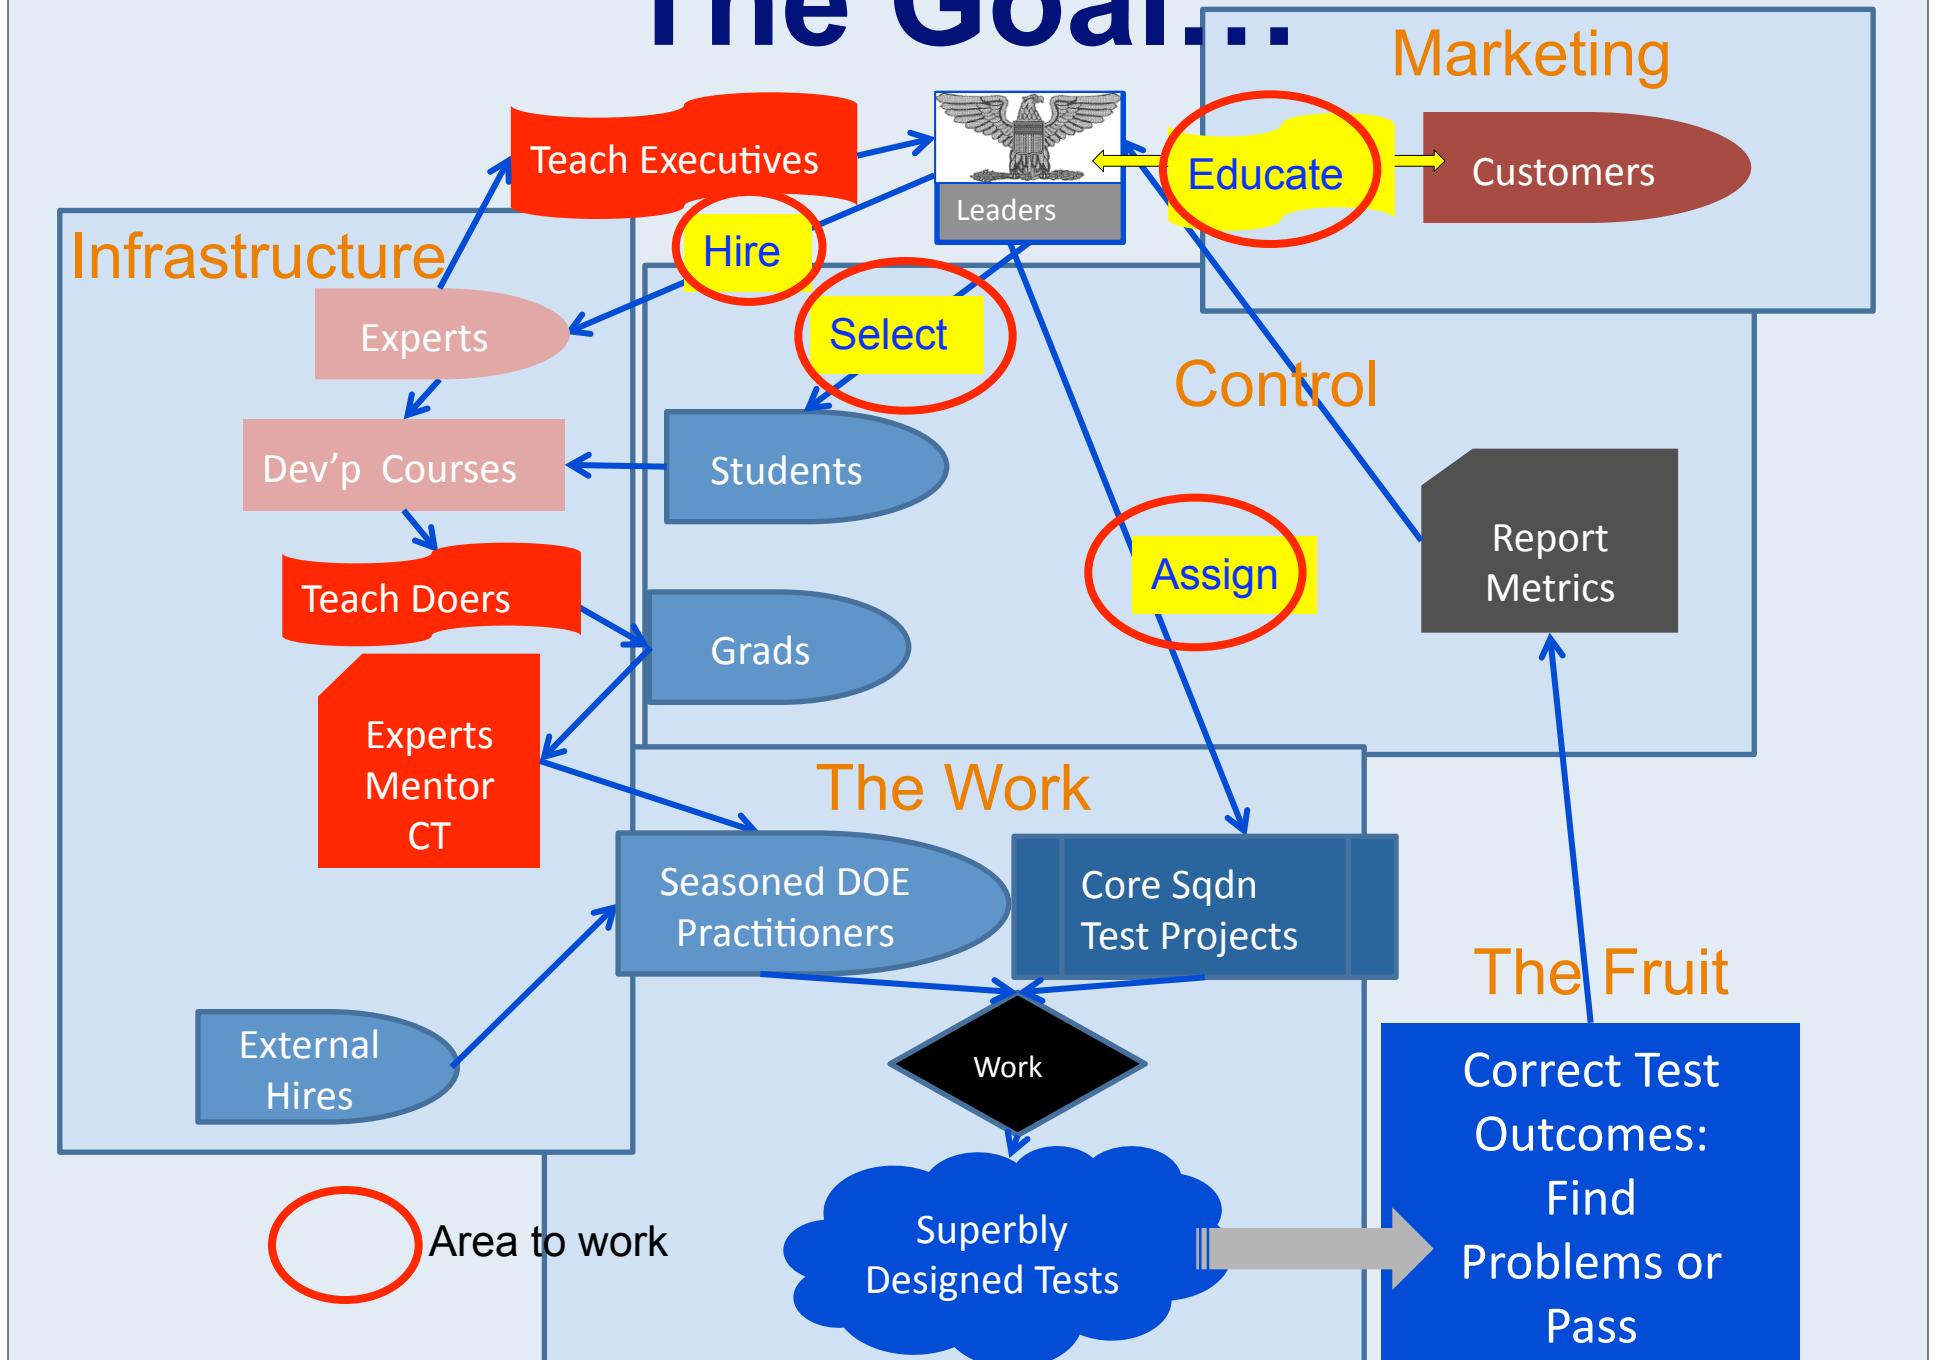 The Goal...
Marketing
Teach Executives
Leaders
Educate
Customers
Infrastructure
Hire
Experts
Select
Control
Dev'p Courses
Students
Report
Metrics
Assign
Teach Doers
Grads
Experts
Mentor
CT
The Work
Seasoned DOE
Practitioners
Core Sqdn
Test Projects
The Fruit
External
Hires
Work
Correct Test
Outcomes:
Find
Problems or
Pass
Area to work
Superbly
Designed Tests